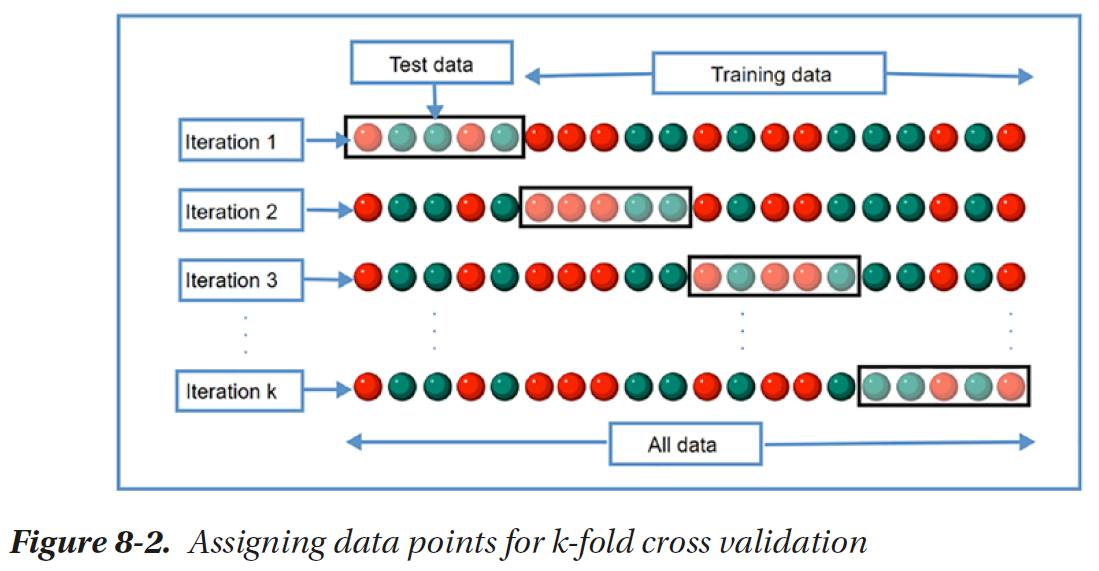 Test data
Training data
Iteration 1
Iteration 2
Iteration 3
Iteration k
All data
Figure 8-2. Assigning data points for k-fold cross validation